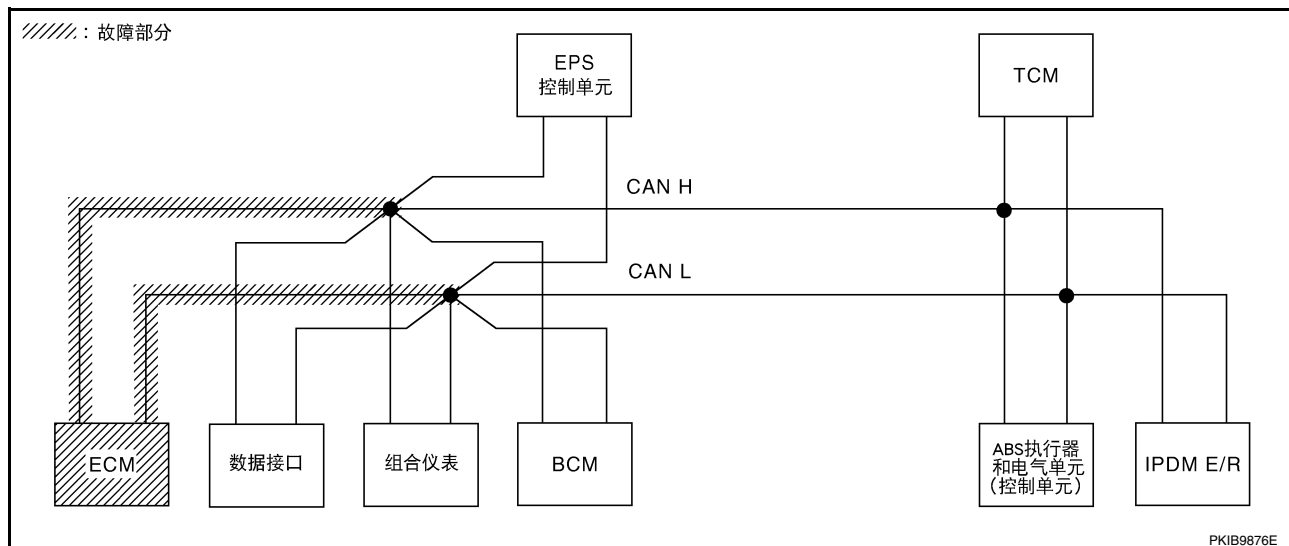 : 故障部分
EPS
控制单元
TCM
CAN H
CAN L
ECM
数据接口
组合仪表
BCM
ABS执行器
和电气单元
(控制单元)
IPDM E/R
PKIB9876E